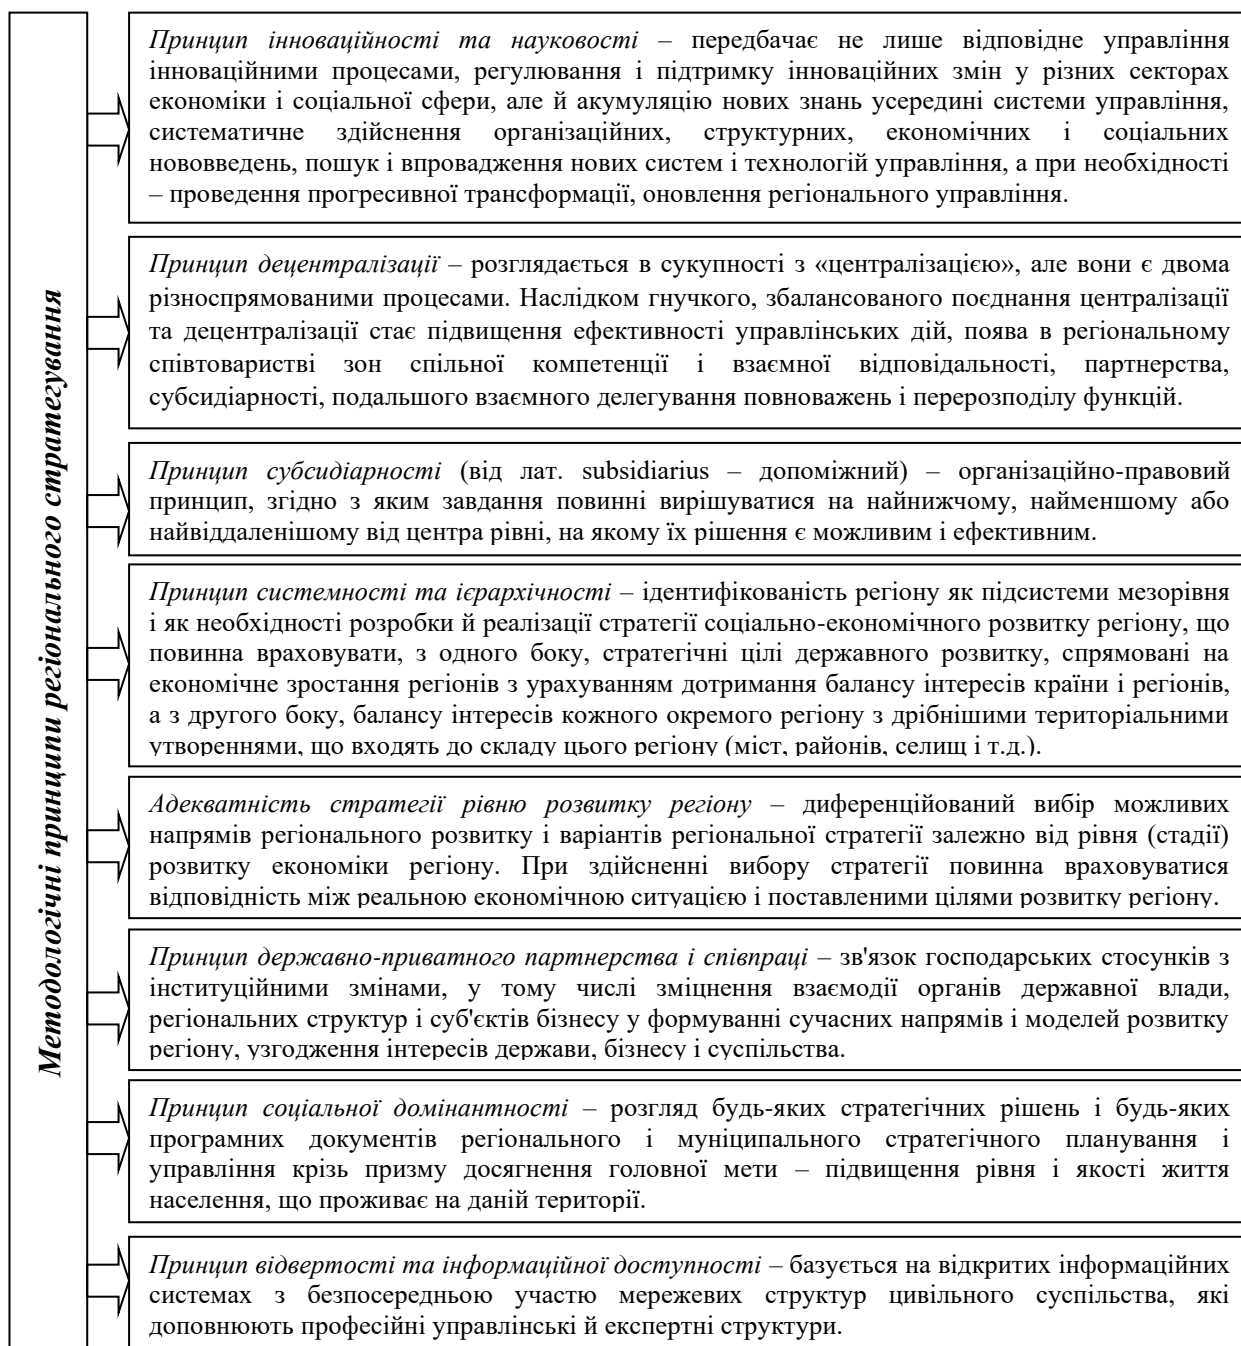 Методологічні принципи регіонального стратегування
Принцип інноваційності та науковості – передбачає не лише відповідне управління
інноваційними процесами, регулювання і підтримку інноваційних змін у різних секторах
економіки і соціальної сфери, але й акумуляцію нових знань усередині системи управління,
систематичне здійснення організаційних, структурних, економічних і соціальних
нововведень, пошук і впровадження нових систем і технологій управління, а при необхідності
– проведення прогресивної трансформації, оновлення регіонального управління.
Принцип децентралізації – розглядається в сукупності з «централізацією», але вони є двома
різноспрямованими процесами. Наслідком гнучкого, збалансованого поєднання централізації
та децентралізації стає підвищення ефективності управлінських дій, поява в регіональному
співтоваристві зон спільної компетенції і взаємної відповідальності, партнерства,
субсидіарності, подальшого взаємного делегування повноважень і перерозподілу функцій.
Принцип субсидіарності (від лат. subsidiarius – допоміжний) – організаційно-правовий
принцип, згідно з яким завдання повинні вирішуватися на найнижчому, найменшому або
найвіддаленішому від центра рівні, на якому їх рішення є можливим і ефективним.
Принцип системності та ієрархічності – ідентифікованість регіону як підсистеми мезорівня
і як необхідності розробки й реалізації стратегії соціально-економічного розвитку регіону, що
повинна враховувати, з одного боку, стратегічні цілі державного розвитку, спрямовані на
економічне зростання регіонів з урахуванням дотримання балансу інтересів країни і регіонів,
а з другого боку, балансу інтересів кожного окремого регіону з дрібнішими територіальними
утвореннями, що входять до складу цього регіону (міст, районів, селищ і т.д.).
Адекватність стратегії рівню розвитку регіону – диференційований вибір можливих
напрямів регіонального розвитку і варіантів регіональної стратегії залежно від рівня (стадії)
розвитку економіки регіону. При здійсненні вибору стратегії повинна враховуватися
відповідність між реальною економічною ситуацією і поставленими цілями розвитку регіону.
Принцип державно-приватного партнерства і співпраці – зв'язок господарських стосунків з
інституційними змінами, у тому числі зміцнення взаємодії органів державної влади,
регіональних структур і суб'єктів бізнесу у формуванні сучасних напрямів і моделей розвитку
регіону, узгодження інтересів держави, бізнесу і суспільства.
Принцип соціальної домінантності – розгляд будь-яких стратегічних рішень і будь-яких
програмних документів регіонального і муніципального стратегічного планування і
управління крізь призму досягнення головної мети – підвищення рівня і якості життя
населення, що проживає на даній території.
Принцип відвертості та інформаційної доступності – базується на відкритих інформаційних
системах з безпосередньою участю мережевих структур цивільного суспільства, які
доповнюють професійні управлінські й експертні структури.